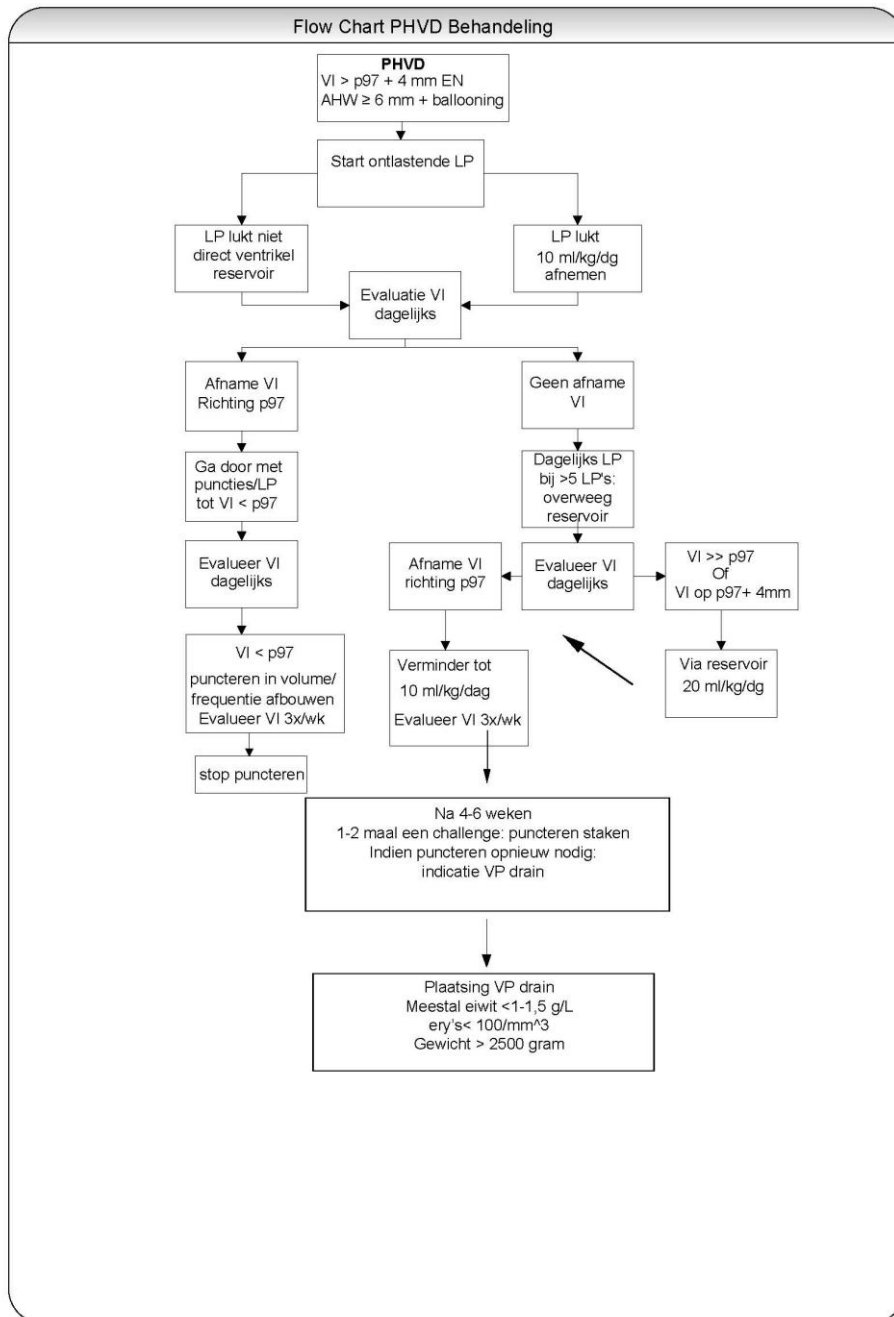 Flow Chart PHVD Behandeling
PHVD
VI > p97 + 4 mm EN
AHW ≥ 6 mm + ballooning
Start ontlastende LP
LP lukt niet
direct ventrikel
reservoir
LP lukt
10 ml/kg/dg
afnemen
Evaluatie VI
dagelijks
Afname VI
Richting p97
Geen afname
VI
Ga door met
puncties/LP
tot VI < p97
Dagelijks LP
bij >5 LP's:
overweeg
reservoir
Evalueer VI
dagelijks
Afname VI
richting p97
Evalueer VI
dagelijks
VI >> p97
Of
VI op p97+ 4mm
VI < p97
puncteren in volume/
frequentie afbouwen
Evalueer VI 3x/wk
Verminder tot
10 ml/kg/dag
Evalueer VI 3x/wk
Via reservoir
20 ml/kg/dg
stop puncteren
Na 4-6 weken
1-2 maal een challenge: puncteren staken
Indien puncteren opnieuw nodig:
indicatie VP drain
Plaatsing VP drain
Meestal eiwit <1-1,5 g/L
ery's< 100/mm^3
Gewicht > 2500 gram